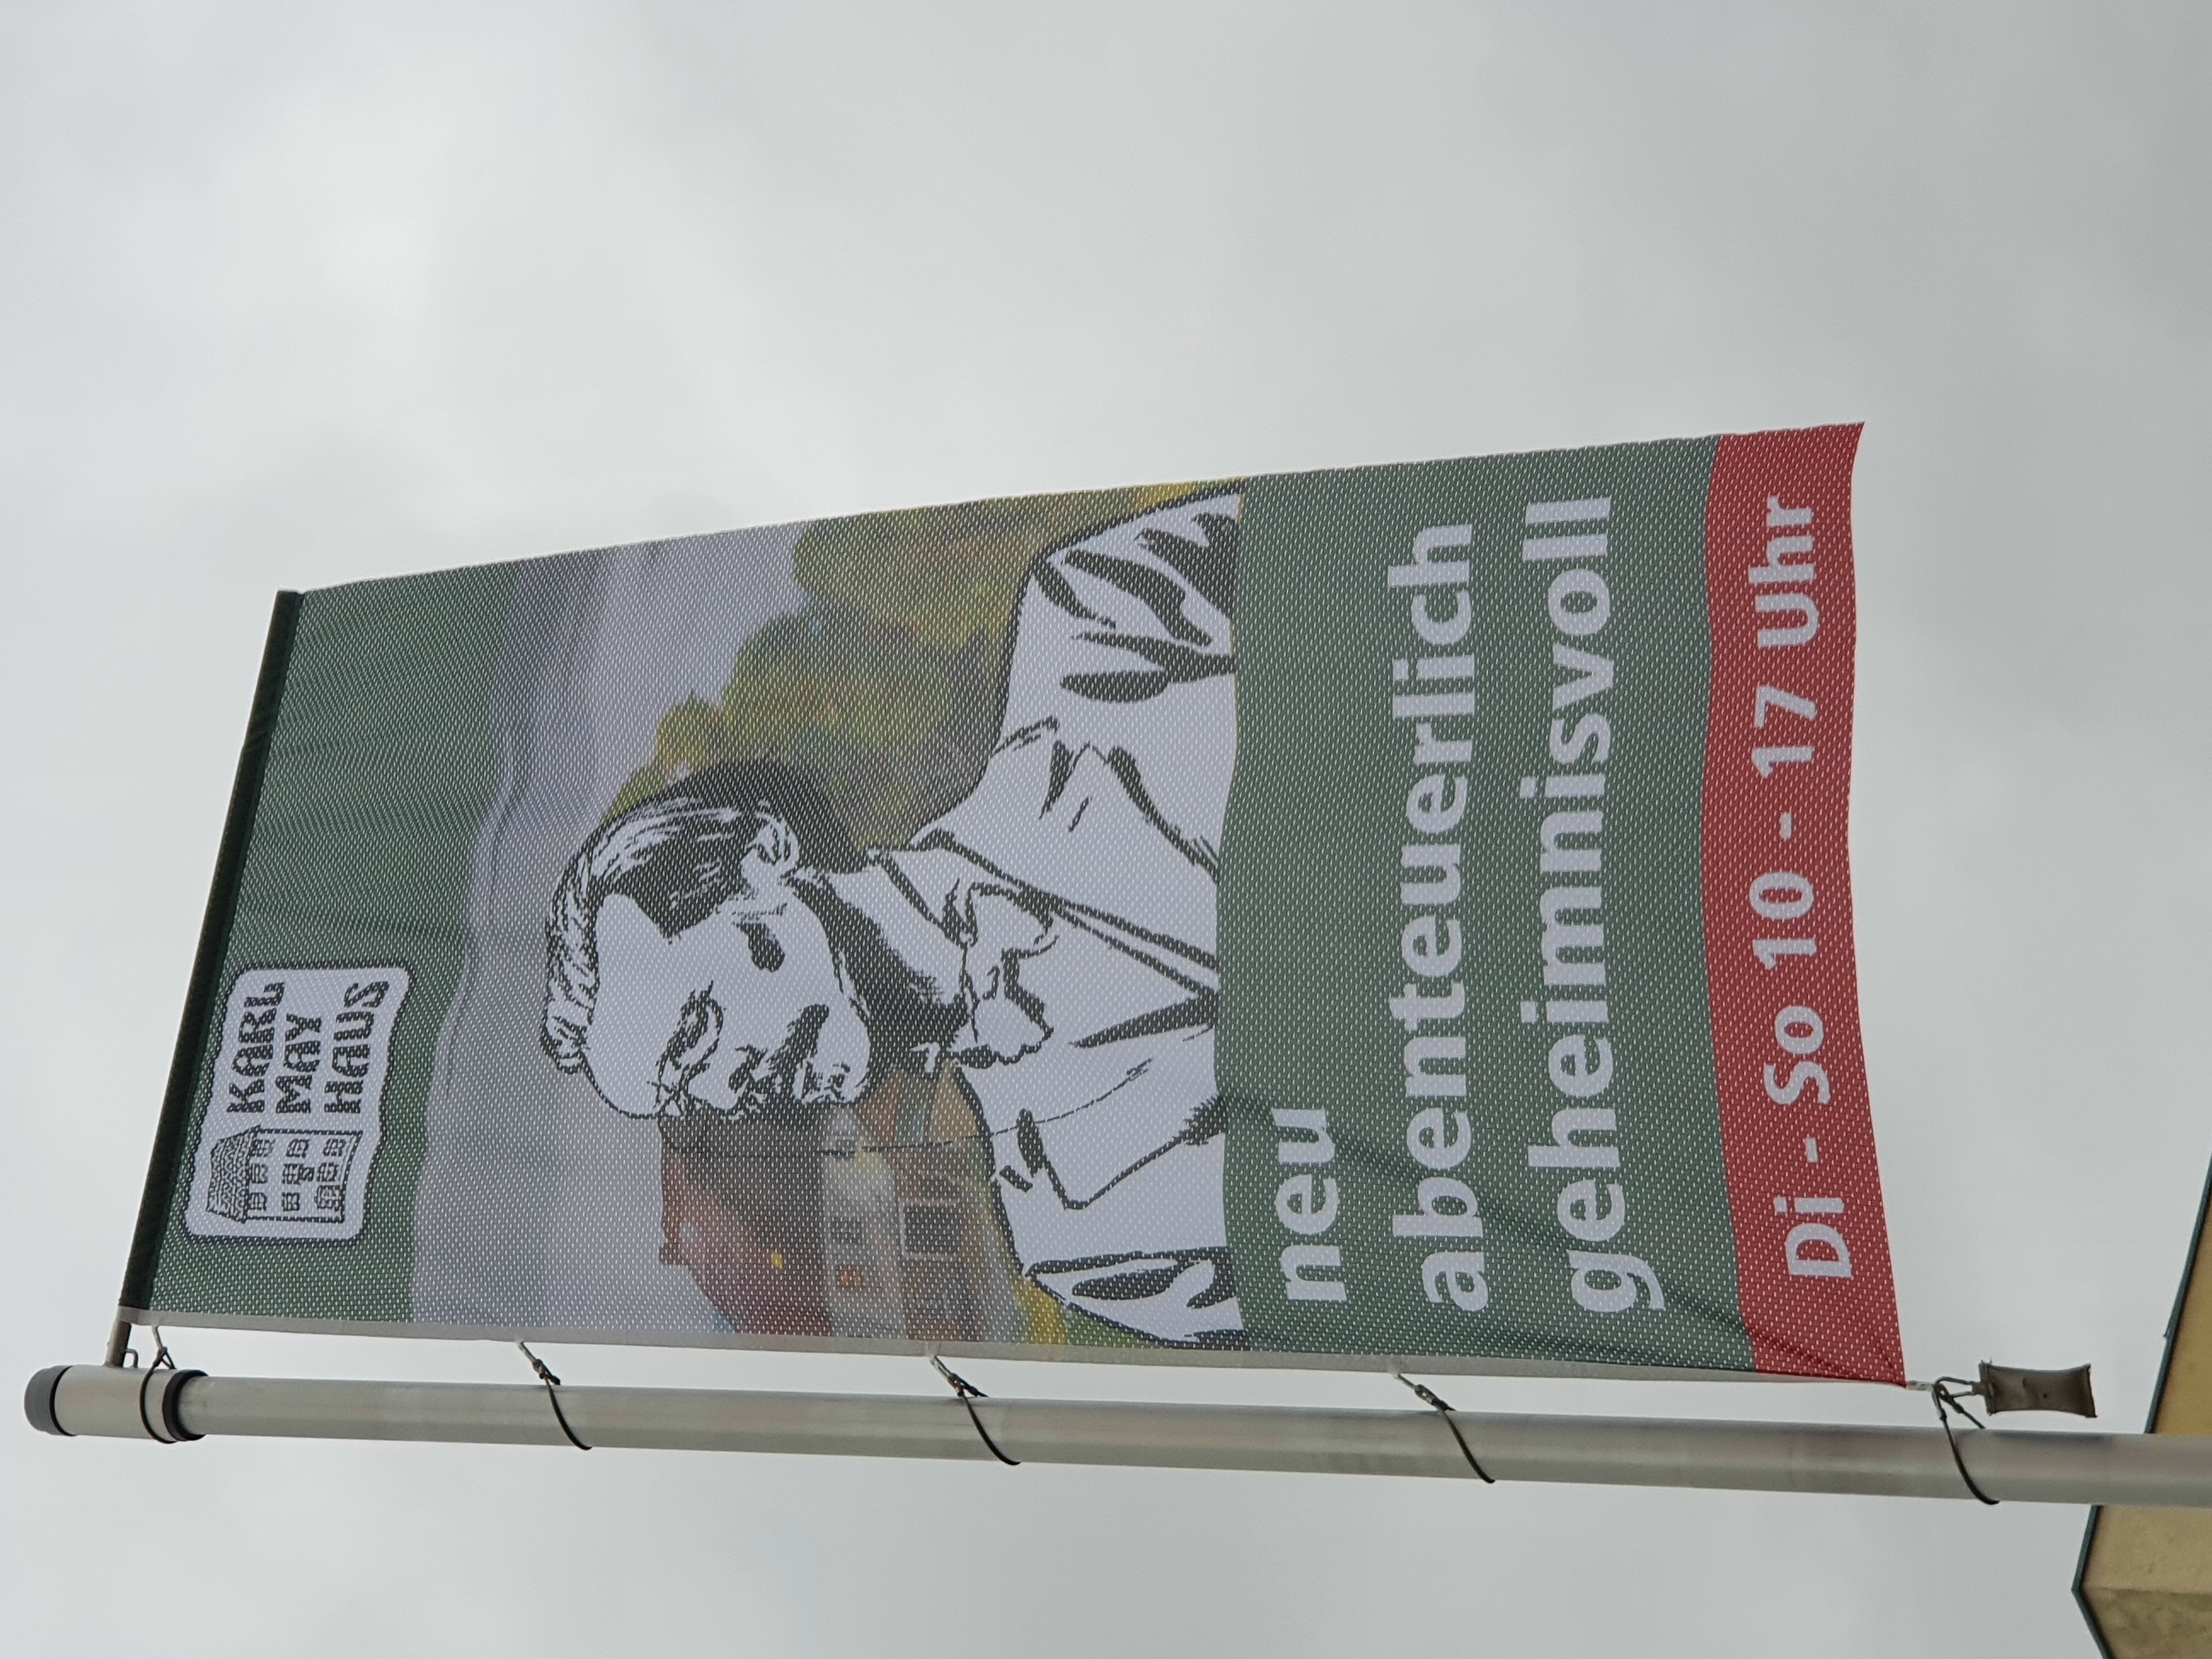 KARL
MAY
HAUS
neu
abenteuerlich
geheimnisvoll
Di - So 10 - 17 Uhr